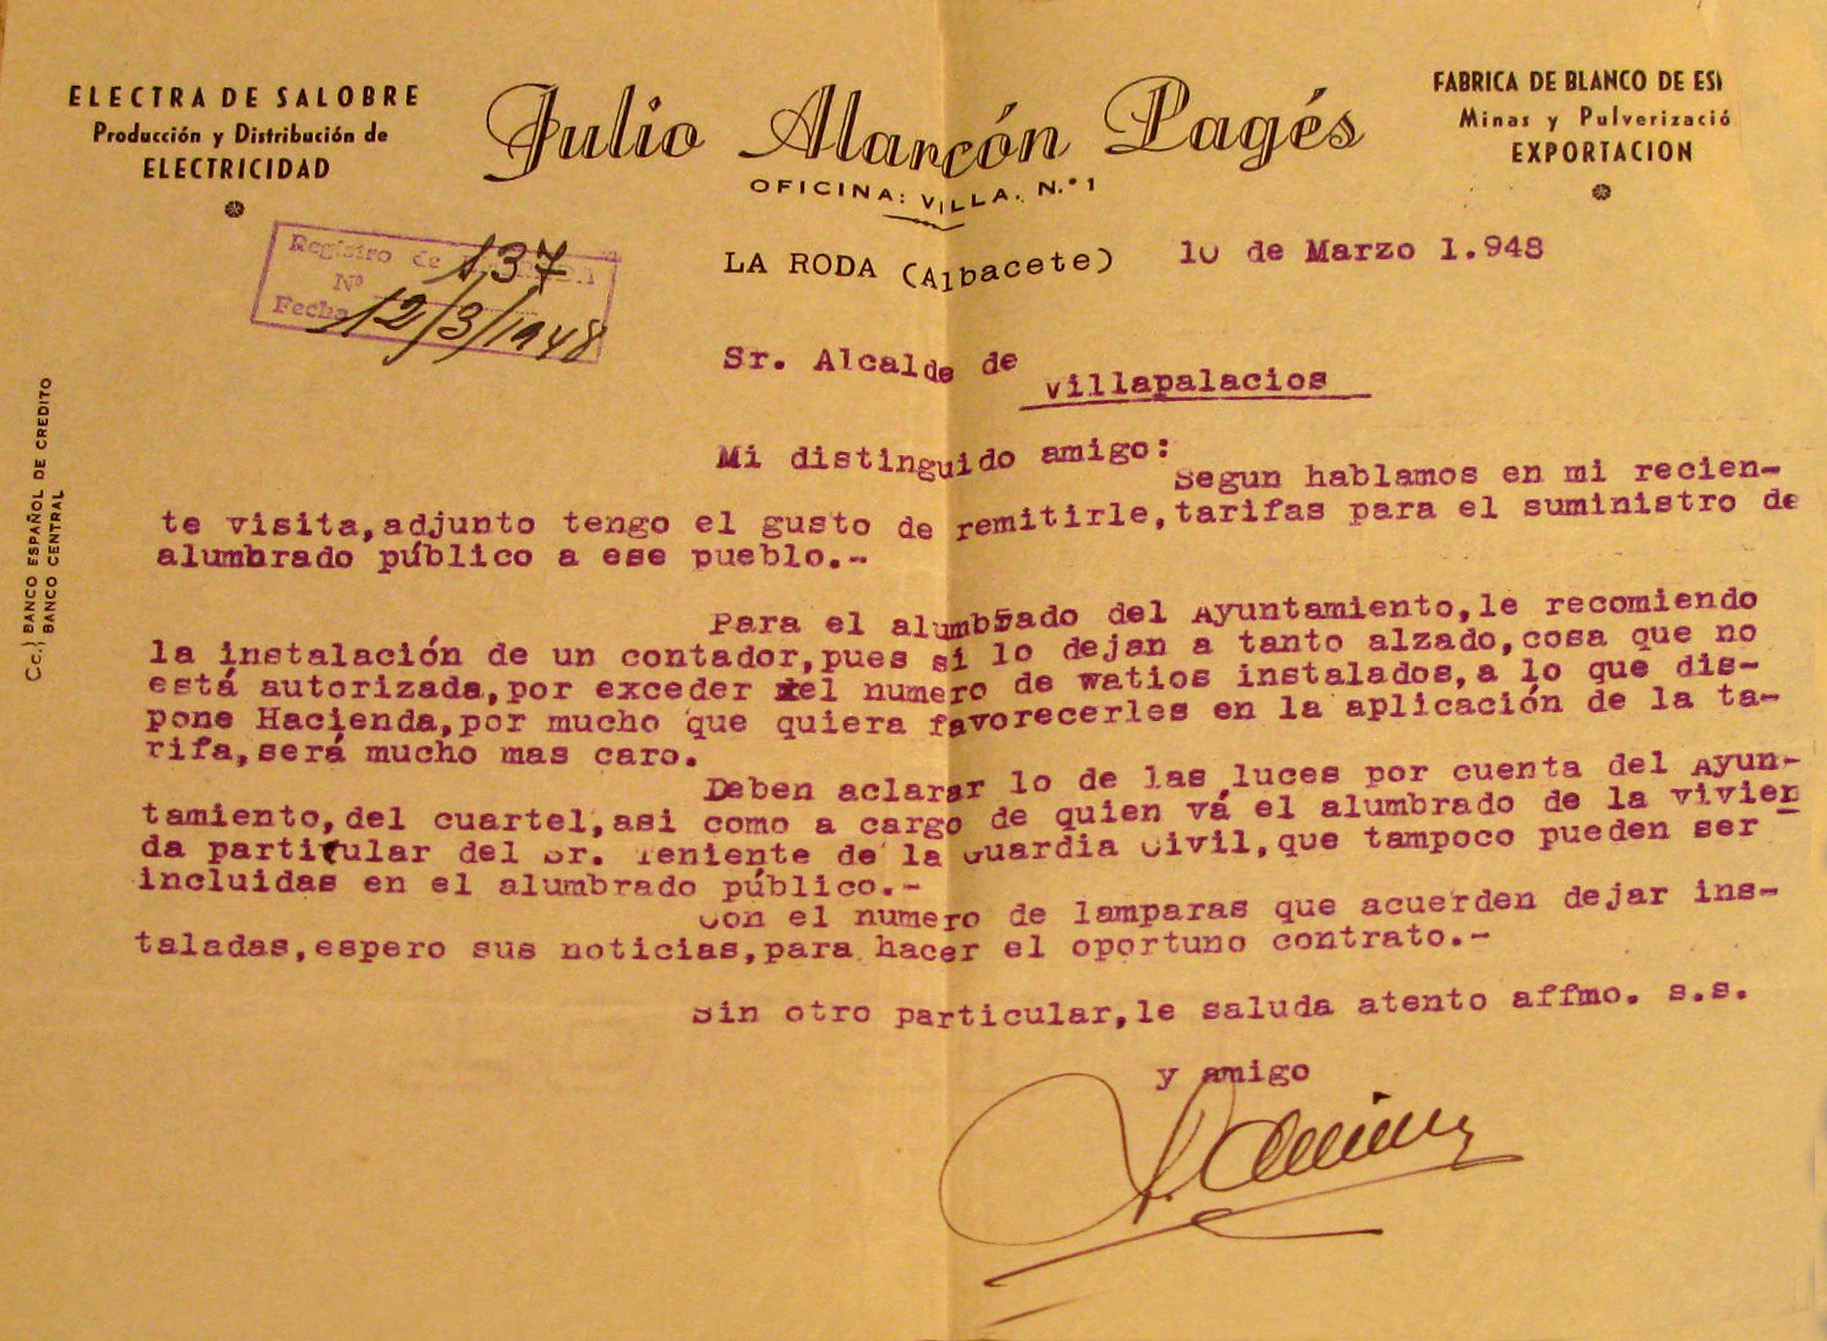 ELECTRA DE SALOBRE
Producción y Distribución de
ELECTRICIDAD
Julio Alarcón Pagés
OFICINA: VILLA. N.º 1
FABRICA DE BLANCO DE ES
Minas y Pulverizació
EXPORTACION
Registro de
Nº 137
Fecha 12/3/1948
LA RODA (Albacete) 10 de Marzo 1.948
C c.) BANCO ESPAÑOL DE CREDITO
BANCO CENTRAL
Sr. Alcalde de
villapalacios
Mi distinguido amigo:
Segun hablamos en mi recien-
te visita, adjunto tengo el gusto de remitirle, tarifas para el suministro de
alumbrado público a ese pueblo.-
Para el alumbrado del Ayuntamiento, le recomiendo
la instalación de un contador, pues si lo dejan a tanto alzado, cosa que no
está autorizada, por exceder el numero de watios instalados, a lo que dis-
pone Hacienda, por mucho que quiera favorecerles en la aplicación de la ta-
rifa, será mucho mas caro.
Deben aclarar lo de las luces por cuenta del Ayun-
tamiento, del cuartel, asi como a cargo de quien vá el alumbrado de la vivien
da particular del Sr. Teniente de la Guardia Civil, que tampoco pueden ser -
incluidas en el alumbrado público.-
Con el numero de lamparas que acuerden dejar ins-
taladas, espero sus noticias, para hacer el oportuno contrato.-
Sin otro particular, le saluda atento affmo. s.s.
y amigo